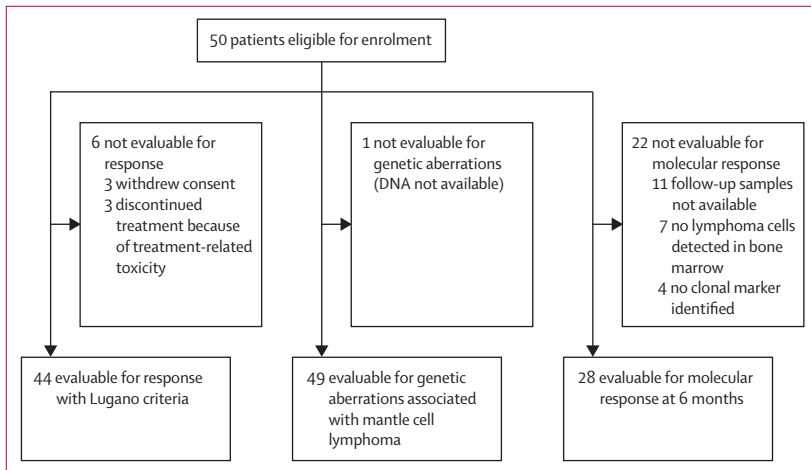 50 patients eligible for enrolment
6 not evaluable for
response
3 withdrew consent
3 discontinued
treatment because
of treatment-related
toxicity
1 not evaluable for
genetic aberrations
(DNA not available)
22 not evaluable for
molecular response
11 follow-up samples
not available
7 no lymphoma cells
detected in bone
marrow
4 no clonal marker
identified
44 evaluable for response
with Lugano criteria
49 evaluable for genetic
aberrations associated
with mantle cell
lymphoma
28 evaluable for molecular
response at 6 months